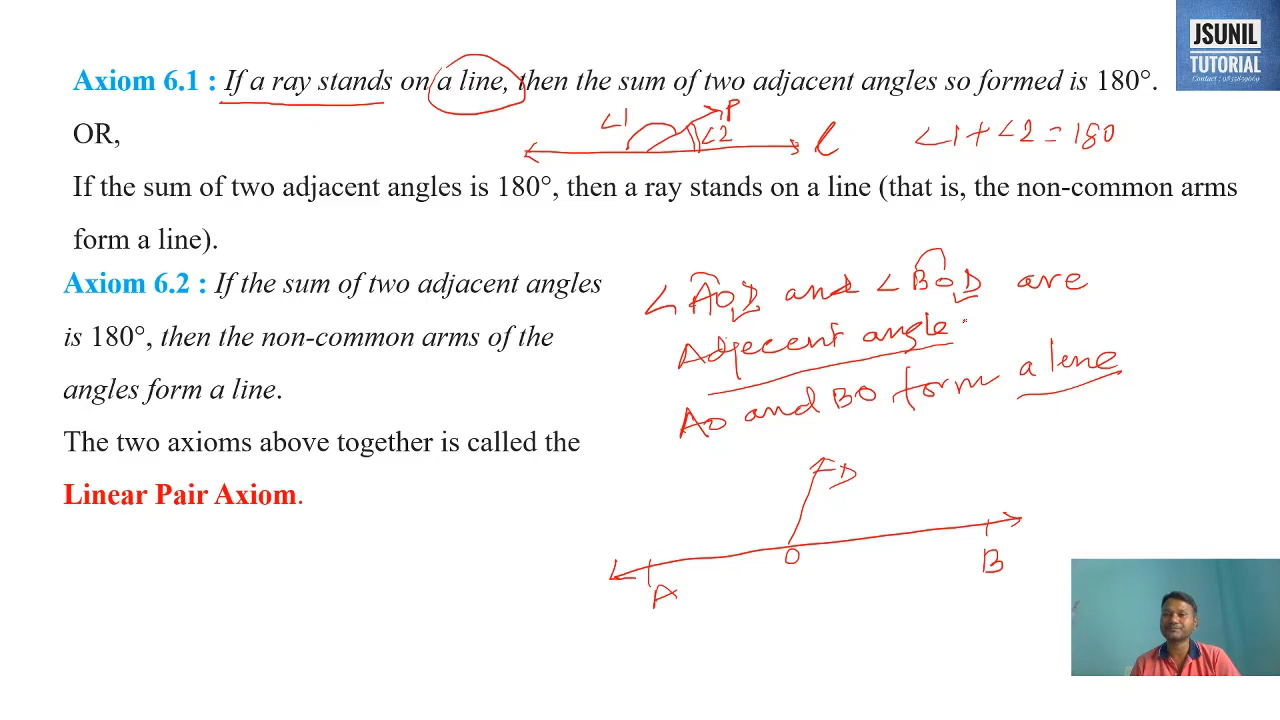 JSUNIL
TUTORIAL
Contact : 9835859669
Axiom 6.1 : If a ray stands on a line, then the sum of two adjacent angles so formed is 180°.
OR,
∠1 ∠2 P l ∠1+∠2=180
If the sum of two adjacent angles is 180°, then a ray stands on a line (that is, the non-common arms
form a line).
Axiom 6.2 : If the sum of two adjacent angles
is 180°, then the non-common arms of the
angles form a line.
The two axioms above together is called the
Linear Pair Axiom.
∠AOD and ∠BOD are
Adjecent angle
AO and BO form a line
D
O
B
A